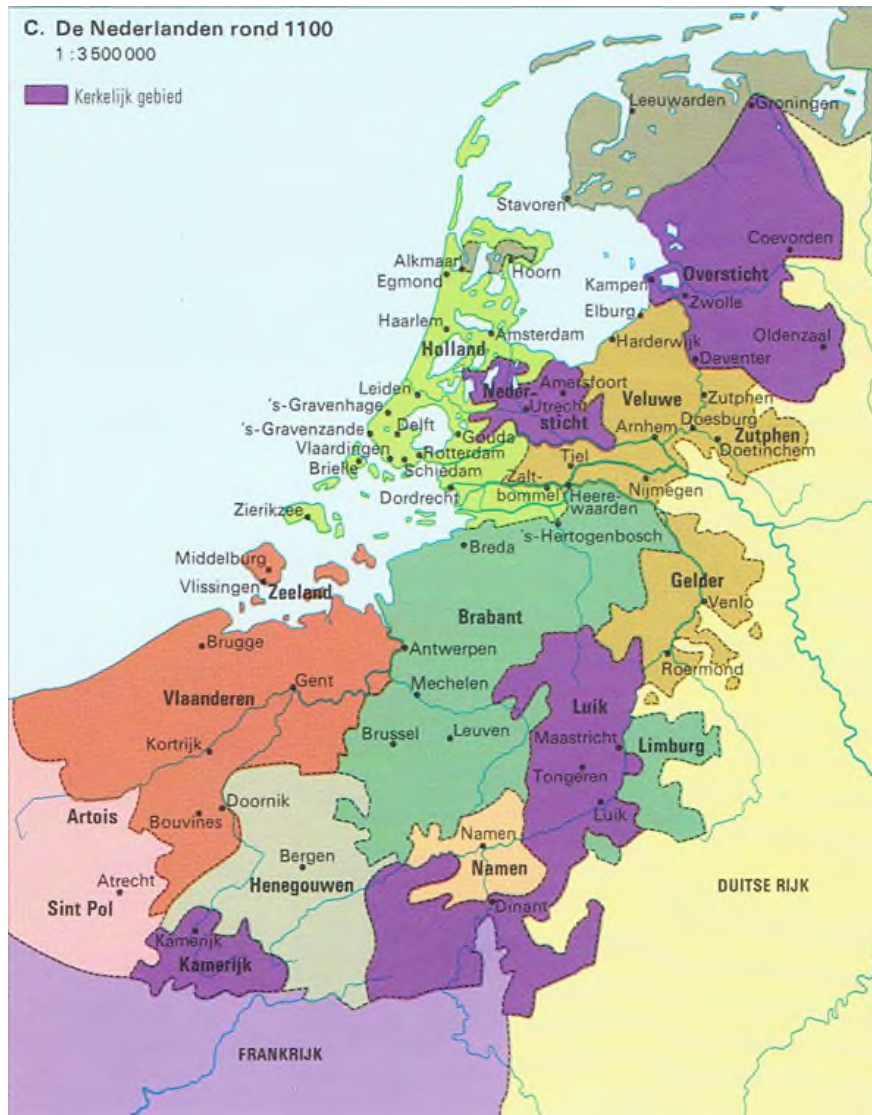 C. De Nederlanden rond 1100
1 : 3 500 000
Kerkelijk gebied
Leeuwarden
Groningen
Stavoren
Coevorden
Alkmaar
Hoorn
Egmond
Oversticht
Kampen
Zwolle
Elburg
Haarlem
Amsterdam
Holland
Harderwijk
Oldenzaal
Deventer
Leiden
Neder-
sticht
Amersfoort
Utrecht
Veluwe
Zutphen
's-Gravenhage
's-Gravenzande
Delft
Gouda
Arnhem
Doesburg
Zutphen
Doetinchem
Vlaardingen
Rotterdam
Brielle
Schiedam
Tiel
Dordrecht
Zalt-
bommel
Heere-
waarden
Nijmegen
Zierikzee
's-Hertogenbosch
Breda
Middelburg
Vlissingen
Zeeland
Gelder
Venlo
Brabant
Brugge
Antwerpen
Roermond
Gent
Mechelen
Vlaanderen
Luik
Kortrijk
Brussel
Leuven
Maastricht
Limburg
Tongeren
Artois
Bouvines
Doornik
Luik
Namen
Bergen
Namen
Atrecht
Henegouwen
DUITSE RIJK
Sint Pol
Dinant
Kamerijk
Kamerijk
FRANKRIJK